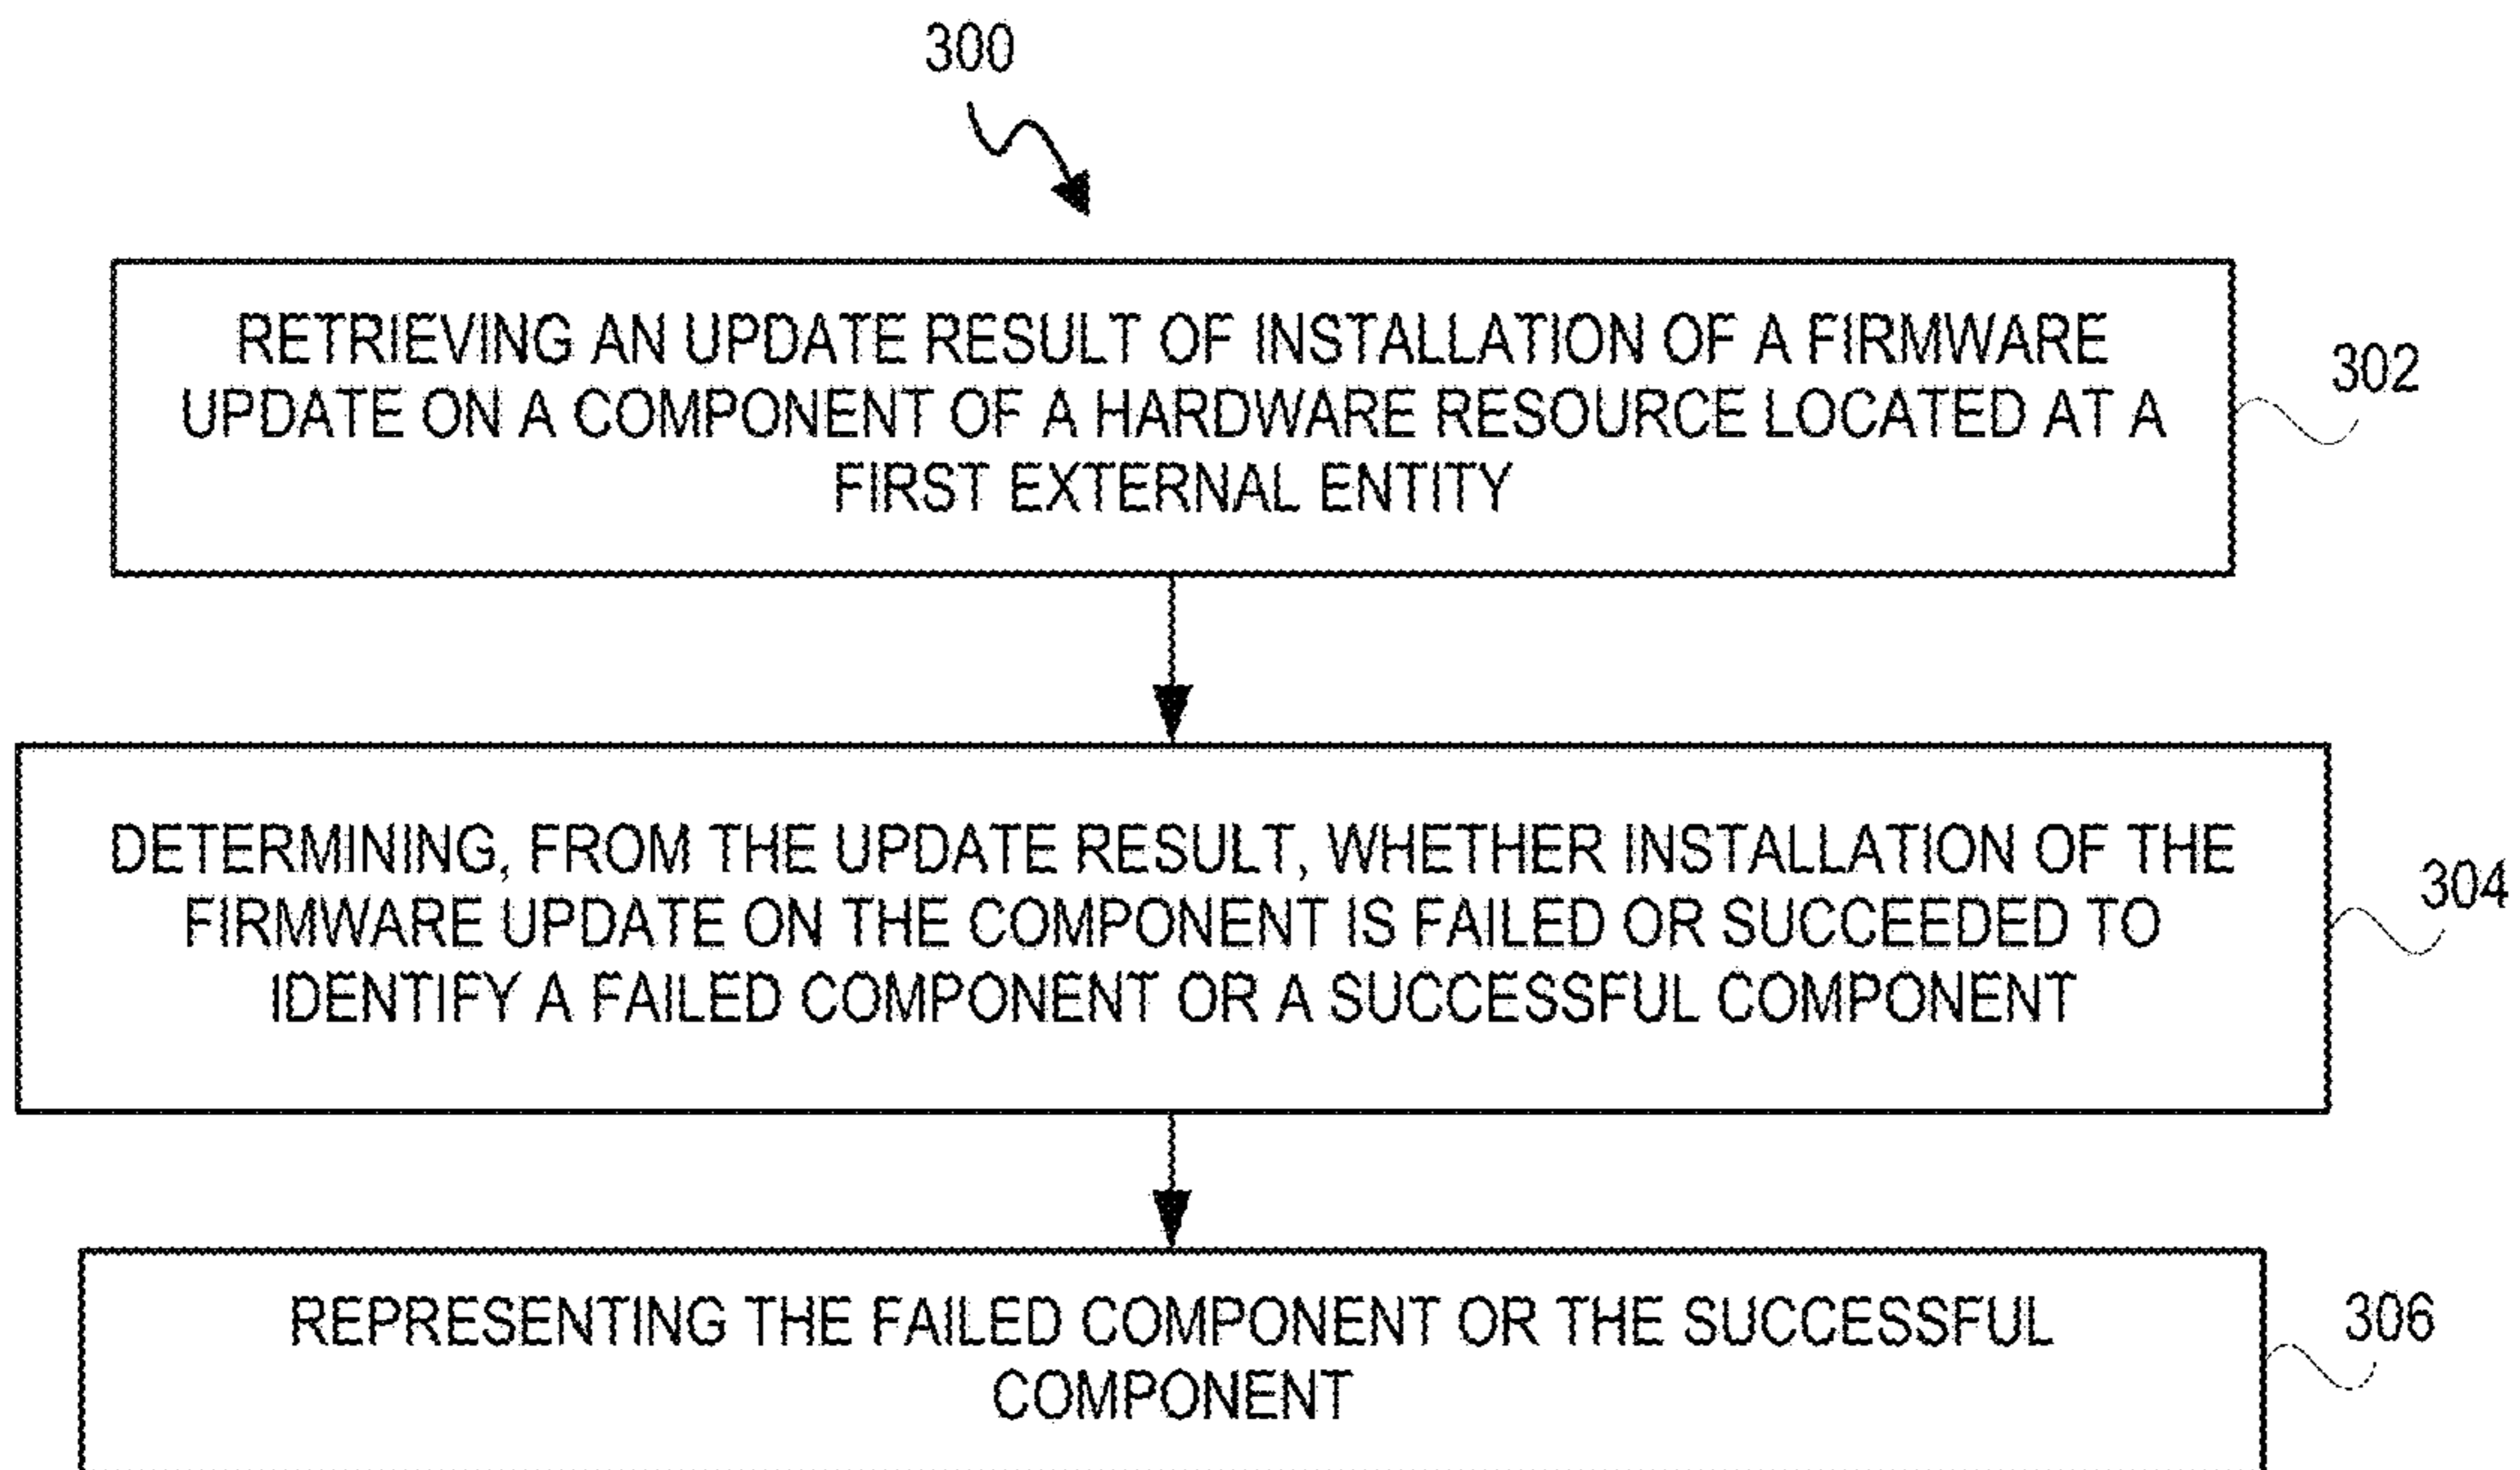 300
RETRIEVING AN UPDATE RESULT OF INSTALLATION OF A FIRMWARE
UPDATE ON A COMPONENT OF A HARDWARE RESOURCE LOCATED AT A
FIRST EXTERNAL ENTITY
302
DETERMINING, FROM THE UPDATE RESULT, WHETHER INSTALLATION OF THE
FIRMWARE UPDATE ON THE COMPONENT IS FAILED OR SUCCEEDED TO
IDENTIFY A FAILED COMPONENT OR A SUCCESSFUL COMPONENT
304
REPRESENTING THE FAILED COMPONENT OR THE SUCCESSFUL
COMPONENT
306